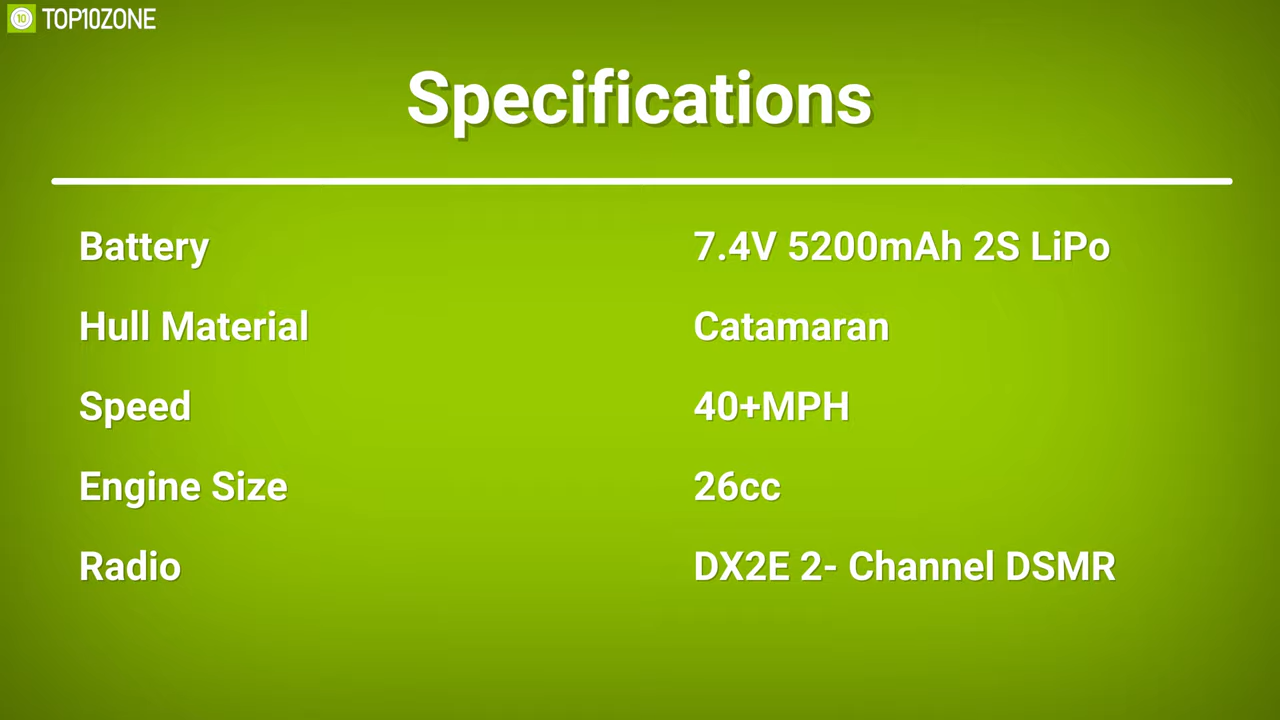 TOP10ZONE
Specifications
Battery 7.4V 5200mAh 2S LiPo
Hull Material Catamaran
Speed 40+MPH
Engine Size 26cc
Radio DX2E 2- Channel DSMR